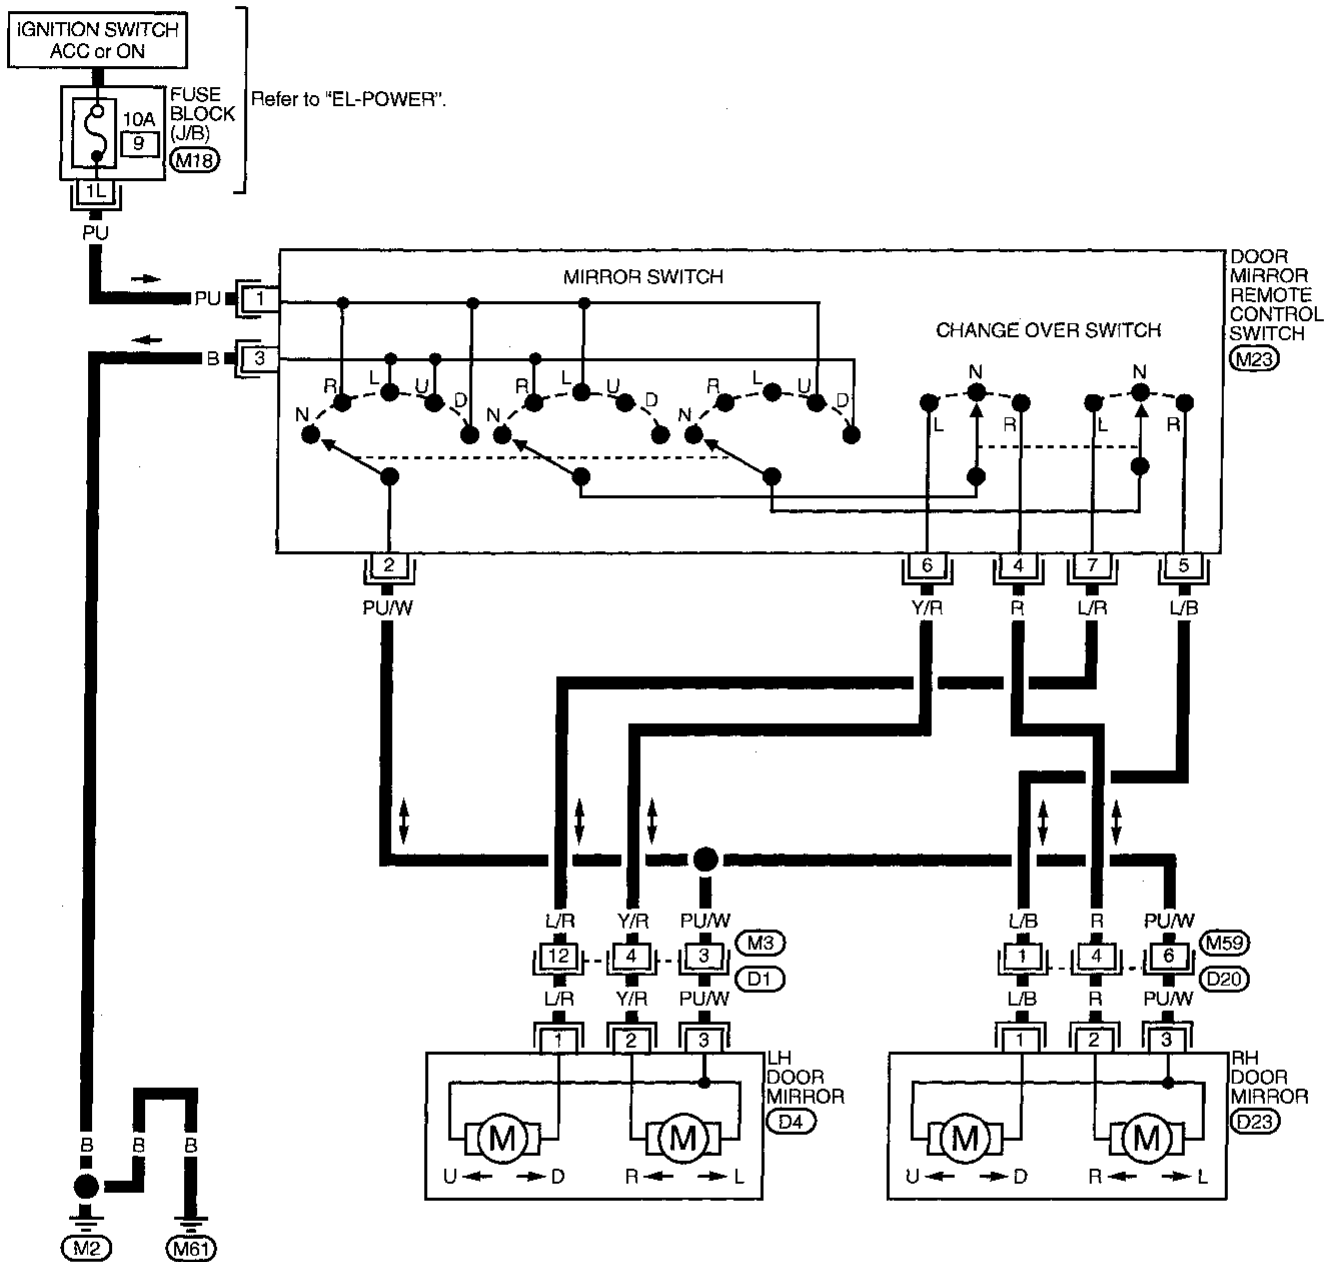 IGNITION SWITCH
ACC or ON
FUSE
BLOCK
(J/B)
M18
10A
9
Refer to "EL-POWER".
1L
PU
MIRROR SWITCH
DOOR
MIRROR
REMOTE
CONTROL
SWITCH
M23
PU 1
CHANGE OVER SWITCH
B 3
N R L U D
N R L U D
N R L U D
L N R
L N R
2 6 4 7 5
PU/W Y/R R L/R L/B
L/R Y/R PU/W L/B R PU/W
12 4 3 M3 1 4 6 M59
D1 D20
L/R Y/R PU/W L/B R PU/W
1 2 3 1 2 3
LH
DOOR
MIRROR
D4
RH
DOOR
MIRROR
D23
M M M M
U D R L U D R L
B B B
M2 M61